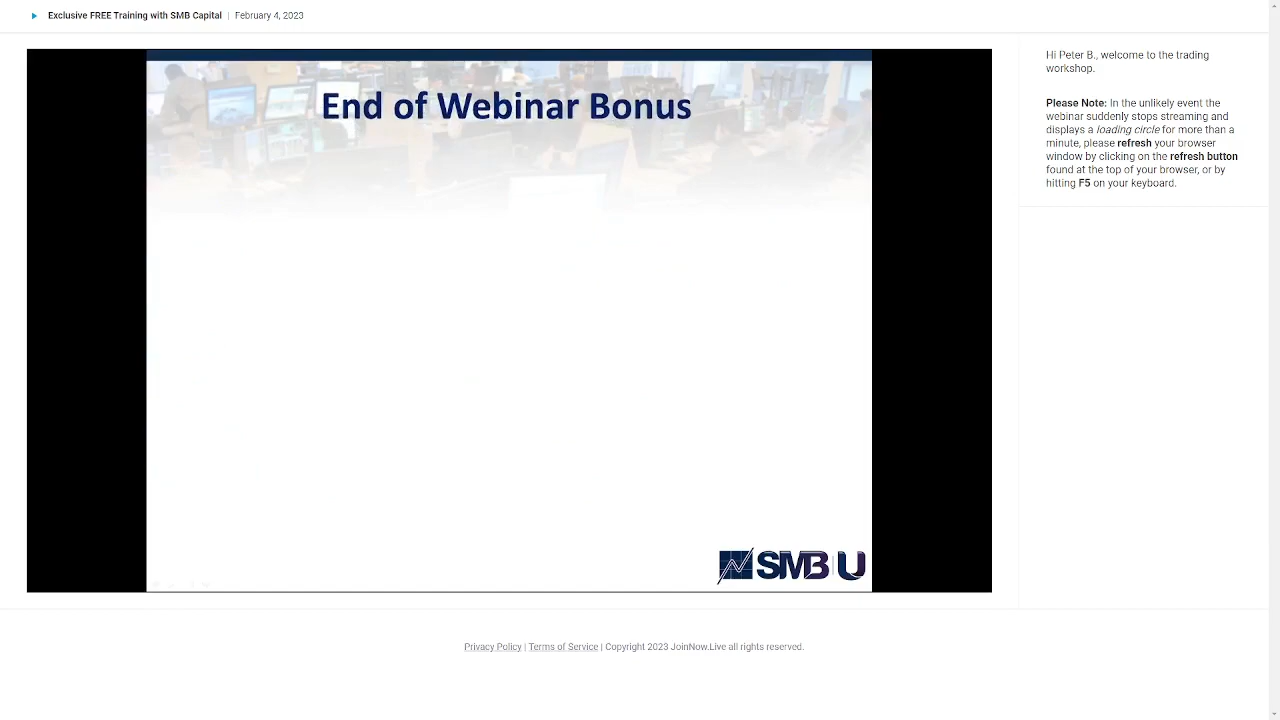 Exclusive FREE Training with SMB Capital | February 4, 2023
End of Webinar Bonus
SMB U
Hi Peter B., welcome to the trading
workshop.
Please Note: In the unlikely event the
webinar suddenly stops streaming and
displays a loading circle for more than a
minute, please refresh your browser
window by clicking on the refresh button
found at the top of your browser, or by
hitting F5 on your keyboard.
Privacy Policy | Terms of Service | Copyright 2023 JoinNow.Live all rights reserved.